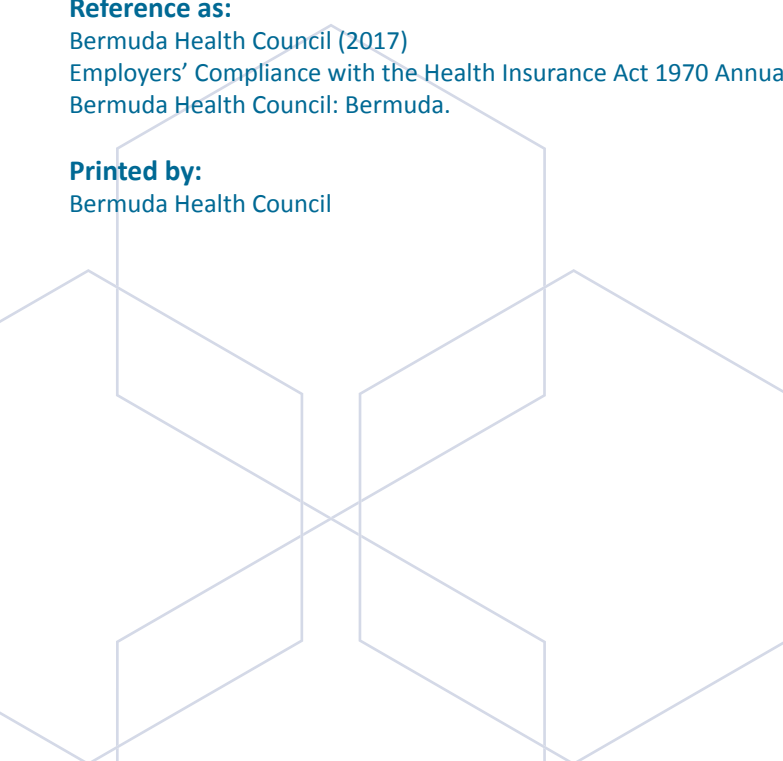 Reference as:
Bermuda Health Council (2017)
Employers’ Compliance with the Health Insurance Act 1970 Annua
Bermuda Health Council: Bermuda.
Printed by:
Bermuda Health Council